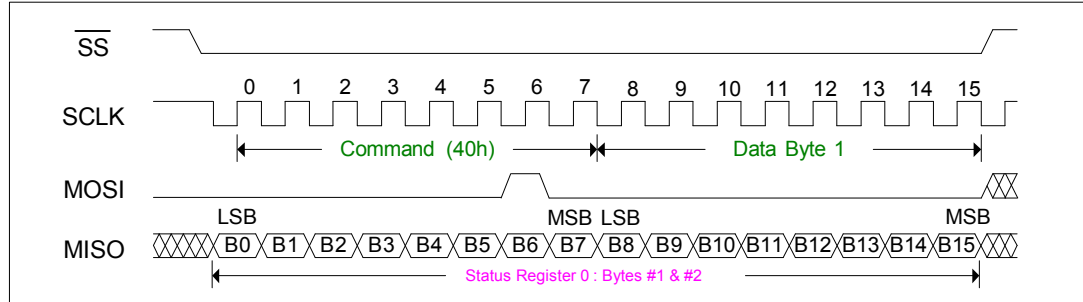 SS
0 1 2 3 4 5 6 7 8 9 10 11 12 13 14 15
SCLK
Command (40h) Data Byte 1
MOSI
LSB MSB LSB MSB
MISO B0 B1 B2 B3 B4 B5 B6 B7 B8 B9 B10 B11 B12 B13 B14 B15
Status Register 0 : Bytes #1 & #2